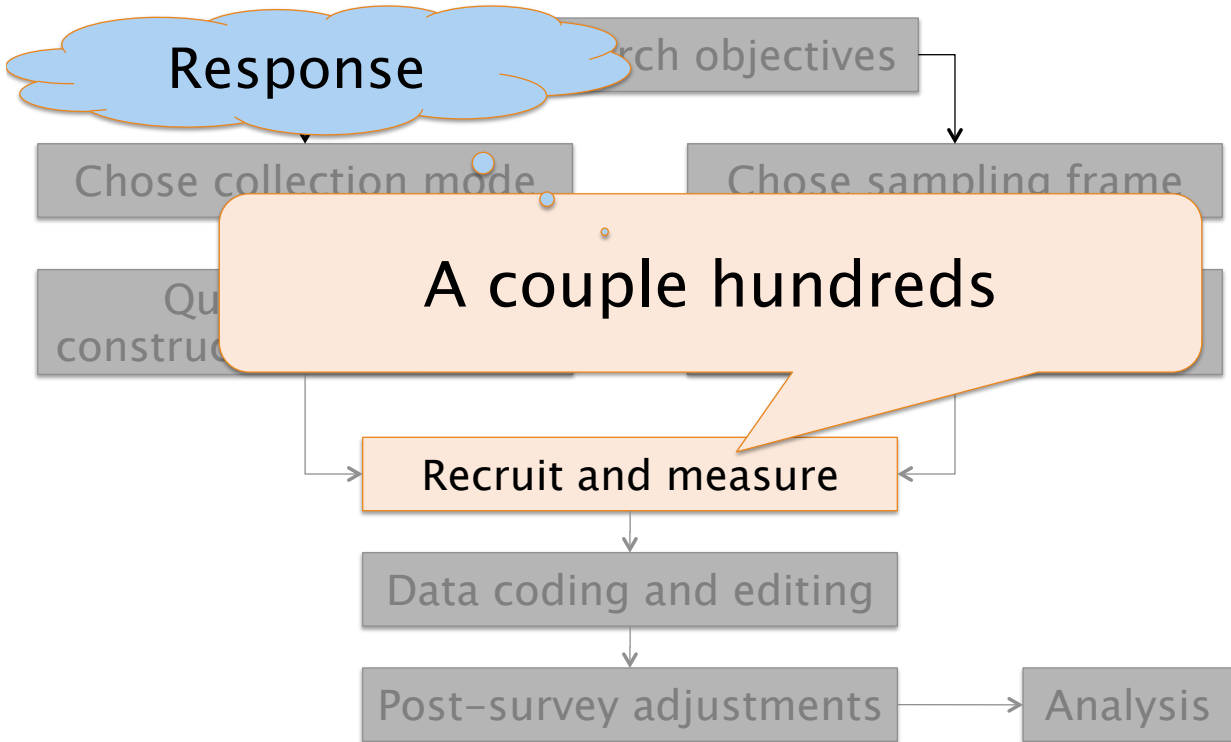 Response
rch objectives
Chose collection mode
Chose sampling frame
A couple hundreds
Qu
construc
Recruit and measure
Data coding and editing
Post-survey adjustments
Analysis